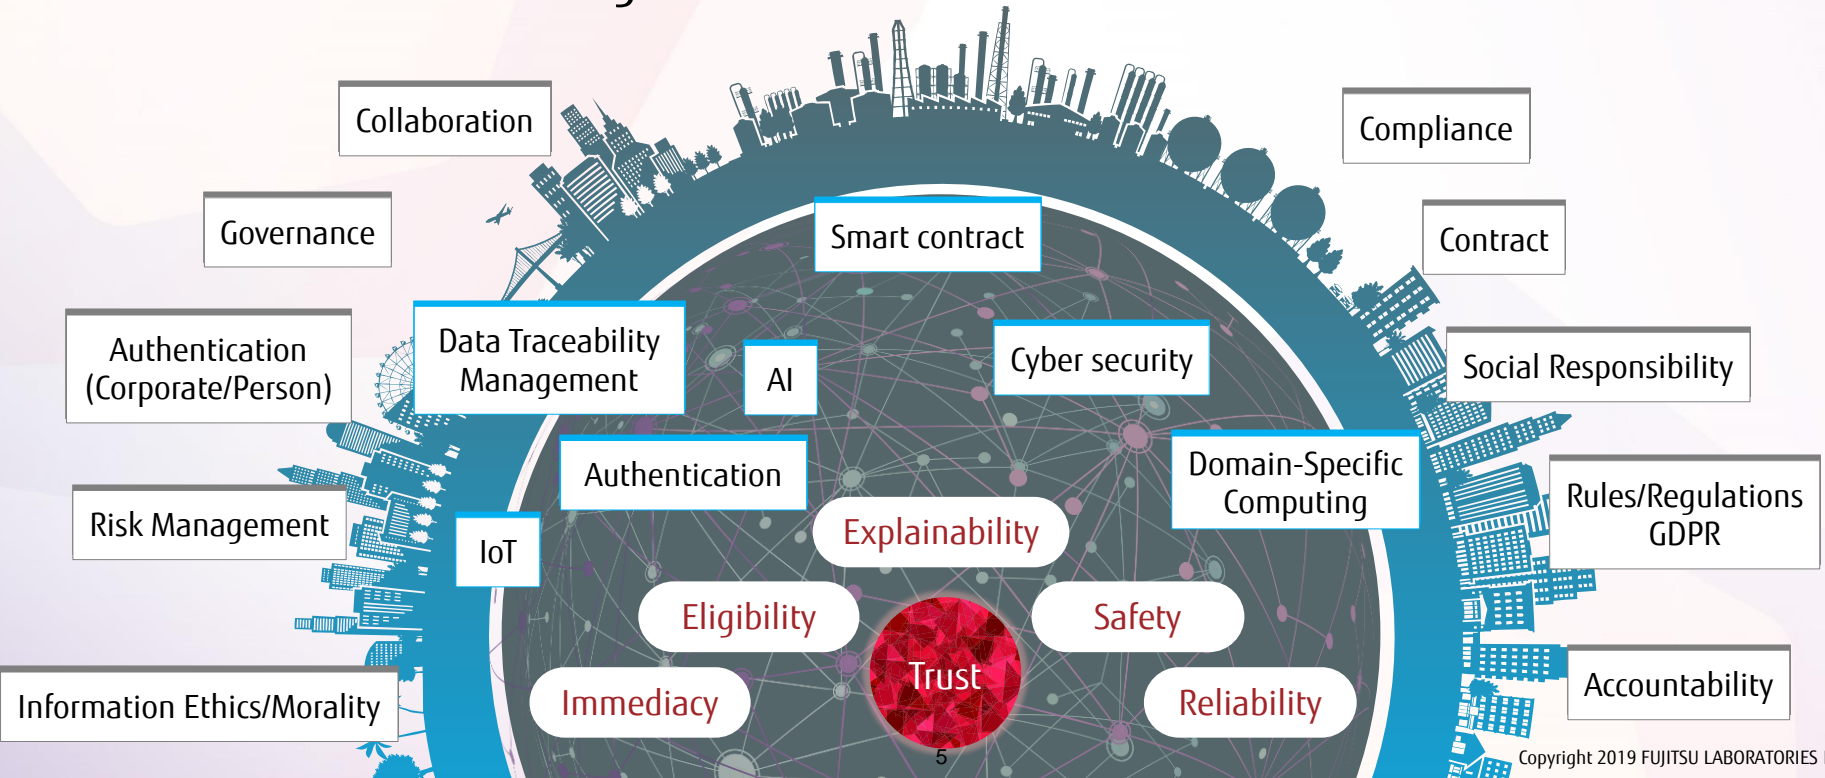 Collaboration
Compliance
Governance
Smart contract
Contract
Authentication
(Corporate/Person)
Data Traceability
Management
AI
Cyber security
Social Responsibility
Authentication
Domain-Specific
Computing
Risk Management
IoT
Explainability
Rules/Regulations
GDPR
Eligibility
Safety
Information Ethics/Morality
Immediacy
Trust
Reliability
Accountability
5
Copyright 2019 FUJITSU LABORATORIES